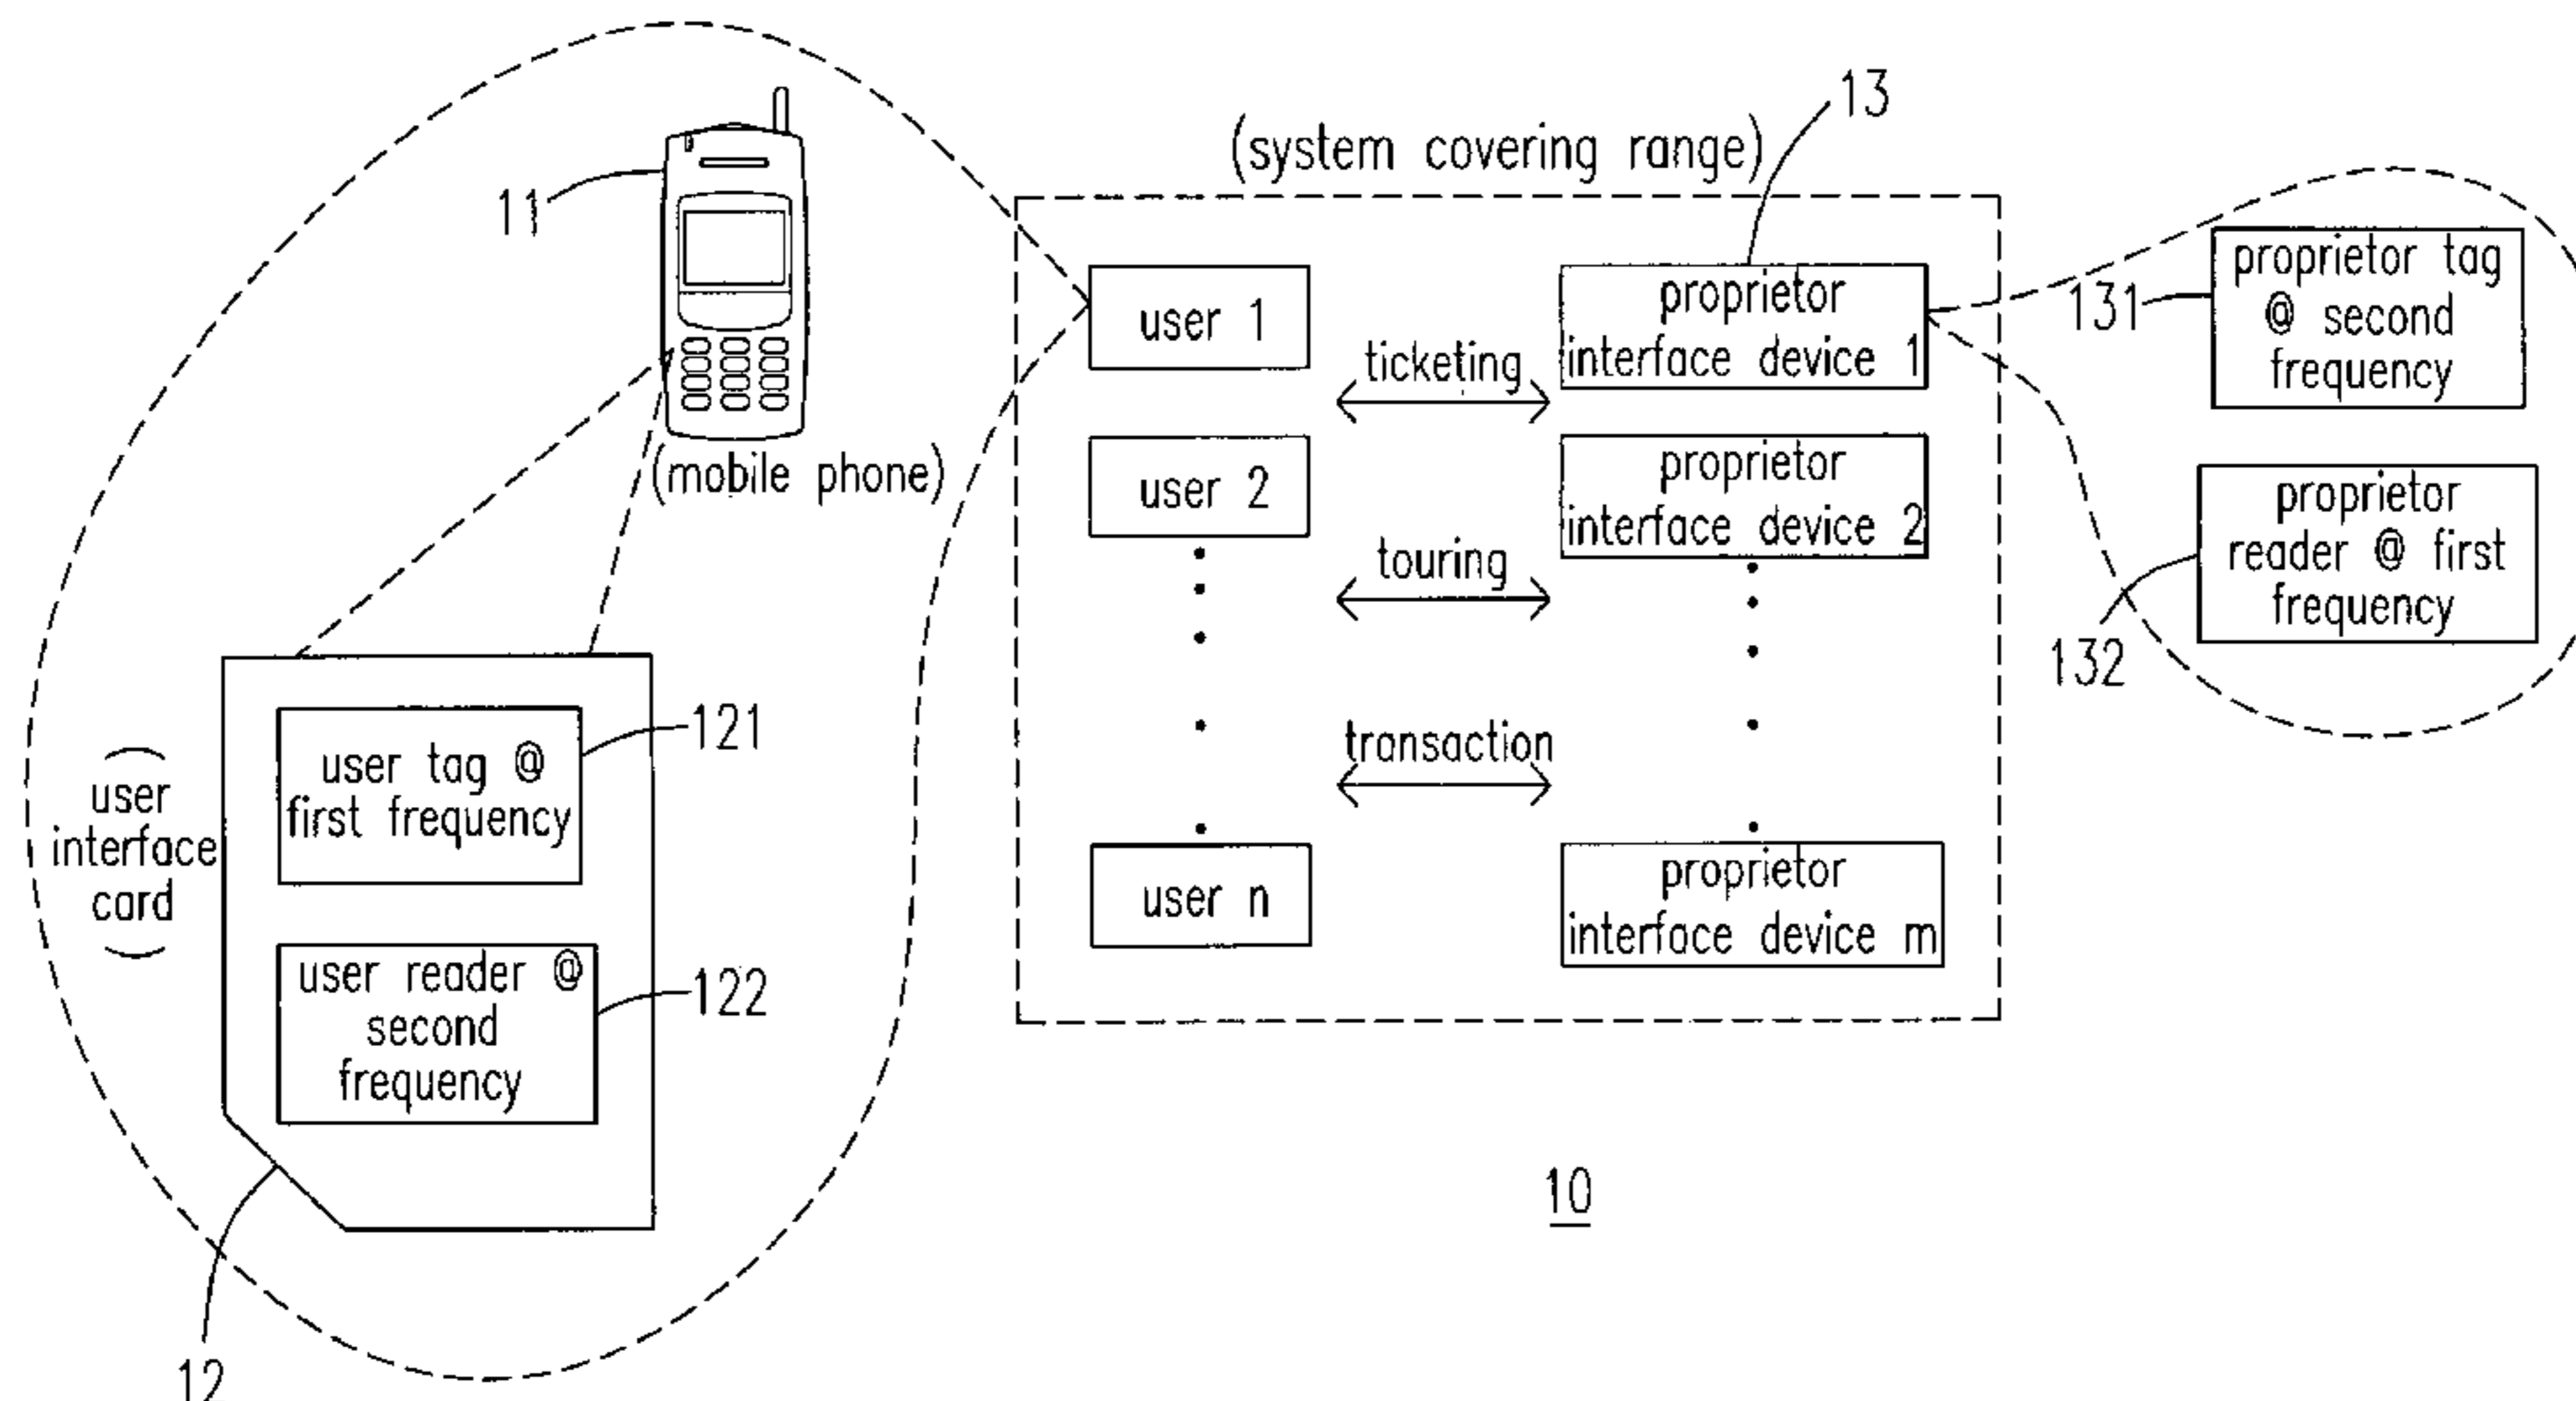 13
(system covering range)
11
(mobile phone)
user 1
user 2
user n
ticketing
touring
transaction
proprietor
interface device 1
proprietor
interface device 2
proprietor
interface device m
proprietor tag
@ second
frequency
131
proprietor
reader @ first
frequency
132
(user
interface
card)
user tag @
first frequency
121
user reader @
second
frequency
122
12
10